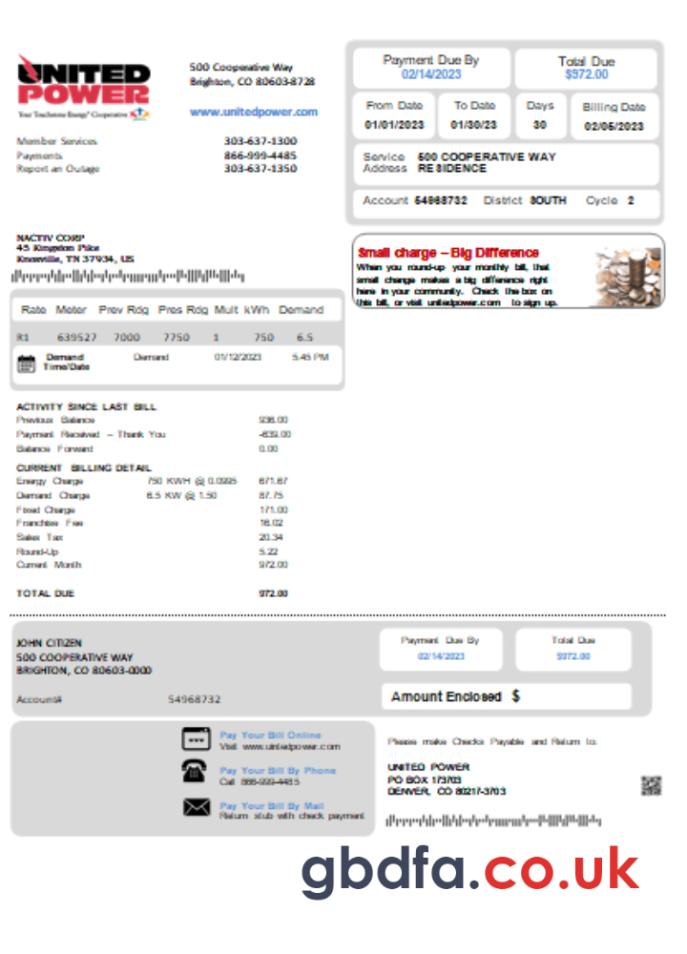 UNITED
POWER
Your Touchstone Energy® Cooperative
500 Cooperative Way
Brighton, CO 80603-8728
www.unitedpower.com
Member Services 303-637-1300
Payments 866-999-4485
Report an Outage 303-637-1350
Payment Due By
02/14/2023
Total Due
$972.00
From Date
01/01/2023
To Date
01/30/23
Days
30
Billing Date
02/05/2023
Service Address 500 COOPERATIVE WAY
RESIDENCE
Account 54968732 District SOUTH Cycle 2
NACTIV CORP
45 Kingston Pike
Knoxville, TN 37934, US
Small charge – Big Difference
When you round-up your monthly bill, that
small change makes a big difference right
here in your community. Check the box on
this bill, or visit unitedpower.com to sign up.
Rate Meter Prev Rdg Pres Rdg Mult kWh Demand
R1 639527 7000 7750 1 750 6.5
Demand Time/Date Demand 01/12/2023 5.45 PM
ACTIVITY SINCE LAST BILL
Previous Balance 936.00
Payment Received – Thank You
Balance Forward 0.00
CURRENT BILLING DETAIL
Energy Charge 750 KWH @ 0.0995 671.67
Demand Charge 6.5 KW @ 1.50 87.75
Fixed Charge 171.00
Franchise Fee 16.02
Sales Tax 20.34
Round-Up 5.22
Current Month 972.00
TOTAL DUE 972.00
JOHN CITIZEN
500 COOPERATIVE WAY
BRIGHTON, CO 80603-0000
Account# 54968732
Payment Due By
02/14/2023
Total Due
$972.00
Amount Enclosed $
Pay Your Bill Online
Visit www.uintedpower.com
Pay Your Bill By Phone
Call 866-999-4485
Pay Your Bill By Mail
Return stub with check payment
Please make Checks Payable and Return to:
UNITED POWER
PO BOX 173703
DENVER, CO 80217-3703
gbdfa.co.uk